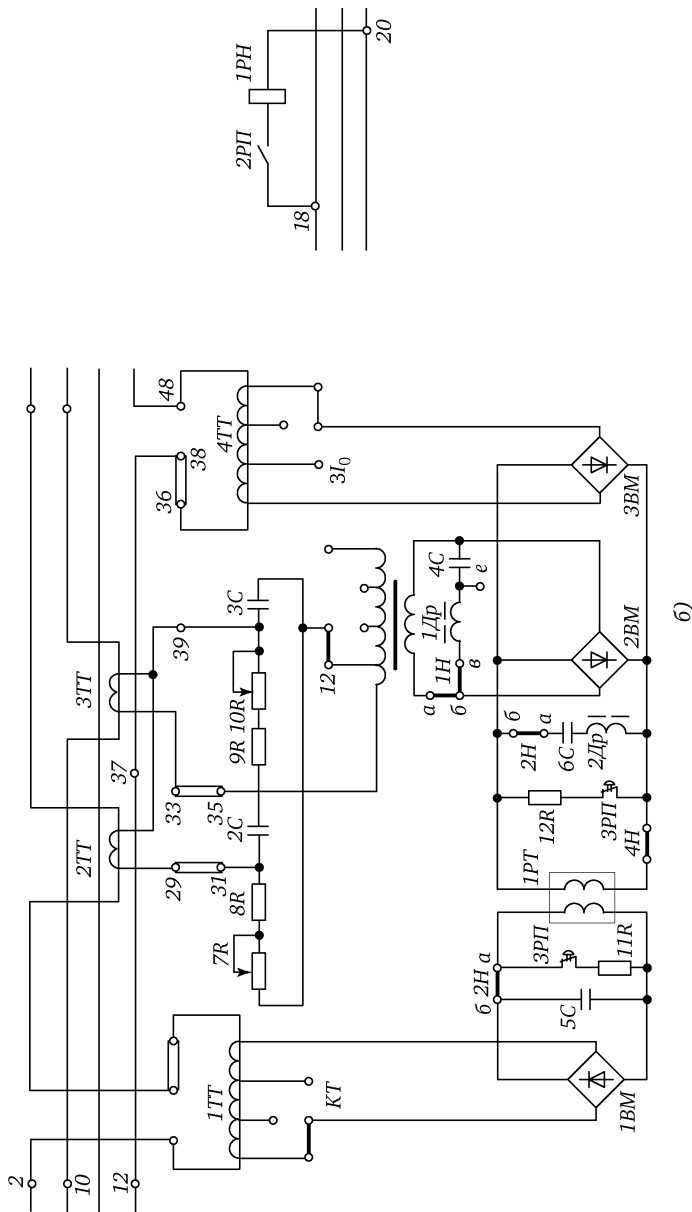 20
1РН
2РП
18
48
4ТТ
38
36
3I₀
3ВМ
3С
39
12
3ТТ
10R
9R
37
33
35
2С
2ТТ
29
31
8R
7R
4С
е
1Др
1Н
в
а
б
2ВМ
б
а
2Н
6С
2Др
12R
3РП
4Н
1РТ
3РП
11R
а
2Н
б
5С
1ВМ
КТ
1ТТ
2
10
12
б)